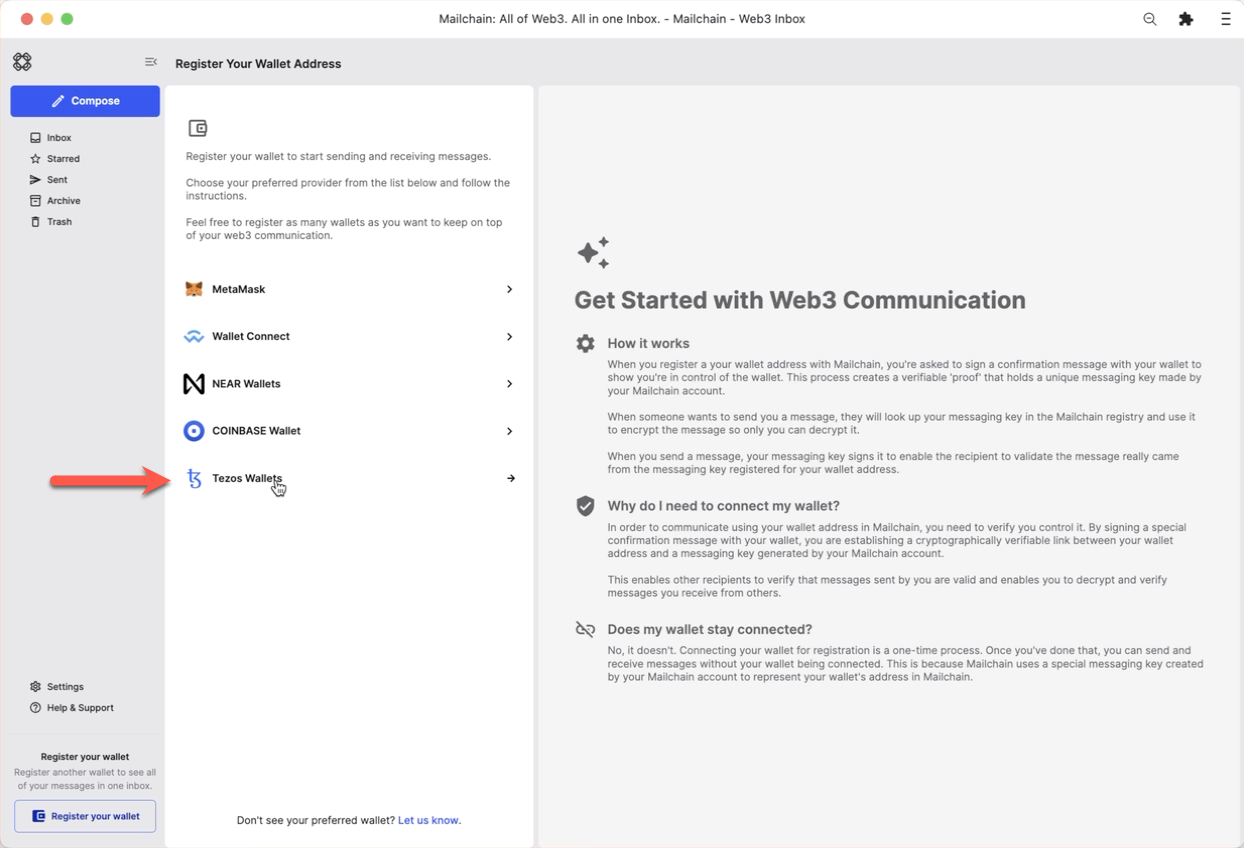 Mailchain: All of Web3. All in one Inbox. - Mailchain - Web3 Inbox
Register Your Wallet Address
Compose
Inbox
Starred
Sent
Archive
Trash
Settings
Help & Support
Register your wallet
Register another wallet to see all
of your messages in one inbox.
Register your wallet
Register your wallet to start sending and receiving messages.
Choose your preferred provider from the list below and follow the
instructions.
Feel free to register as many wallets as you want to keep on top
of your web3 communication.
MetaMask
Wallet Connect
NEAR Wallets
COINBASE Wallet
Tezos Wallets
Don't see your preferred wallet? Let us know.
Get Started with Web3 Communication
How it works
When you register a your wallet address with Mailchain, you're asked to sign a confirmation message with your wallet to
show you're in control of the wallet. This process creates a verifiable 'proof' that holds a unique messaging key made by
your Mailchain account.
When someone wants to send you a message, they will look up your messaging key in the Mailchain registry and use it
to encrypt the message so only you can decrypt it.
When you send a message, your messaging key signs it to enable the recipient to validate the message really came
from the messaging key registered for your wallet address.
Why do I need to connect my wallet?
In order to communicate using your wallet address in Mailchain, you need to verify you control it. By signing a special
confirmation message with your wallet, you are establishing a cryptographically verifiable link between your wallet
address and a messaging key generated by your Mailchain account.
This enables other recipients to verify that messages sent by you are valid and enables you to decrypt and verify
messages you receive from others.
Does my wallet stay connected?
No, it doesn't. Connecting your wallet for registration is a one-time process. Once you've done that, you can send and
receive messages without your wallet being connected. This is because Mailchain uses a special messaging key created
by your Mailchain account to represent your wallet's address in Mailchain.